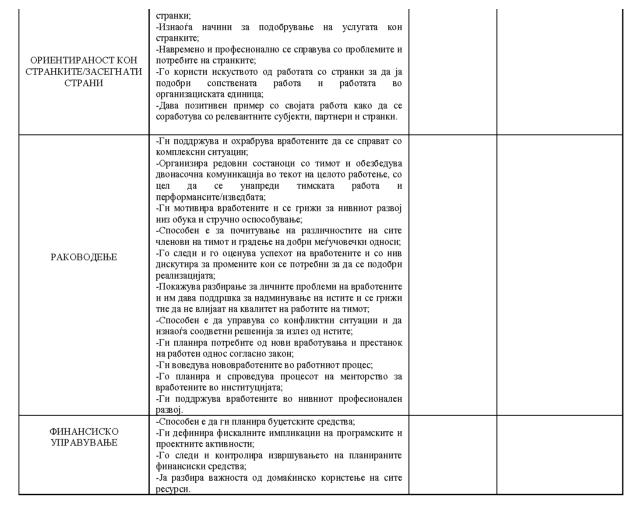 странки;
-Изнаоѓа начини за подобрување на услугата кон
странките;
-Навремено и професионално се справува со проблемите и
потребите на странките;
-Го користи искуството од работата со странки за да ја
подобри сопствената работа и работата во
организациската единица;
-Дава позитивен пример со својата работа како да се
соработува со релевантните субјекти, партнери и странки.
ОРИЕНТИРАНОСТ КОН
СТРАНКИТЕ/ЗАСЕГНАТИ
СТРАНИ
-Ги поддржува и охрабрува вработените да се справат со
комплексни ситуации;
-Организира редовни состаноци со тимот и обезбедува
двонасочна комуникација во текот на целото работење, со
цел да се унапреди тимската работа и
перформансите/изведбата;
-Ги мотивира вработените и се грижи за нивниот развој
низ обука и стручно оспособување;
-Способен е за почитување на различностите на сите
членови на тимот и градење на добри меѓучовечки односи;
-Го следи и го оценува успехот на вработените и со нив
дискутира за промените кои се потребни за да се подобри
реализацијата;
-Покажува разбирање за личните проблеми на вработените
и им дава поддршка за надминување на истите и се грижи
тие да не влијаат на квалитет на работите на тимот;
-Способен е да управува со конфликтни ситуации и да
изнаоѓа соодветни решенија за излез од истите;
-Ги планира потребите од нови вработувања и престанок
на работен однос согласно закон;
-Ги воведува нововработените во работниот процес;
-Го планира и спроведува процесот на менторство за
вработените во институцијата;
-Ги поддржува вработените во нивниот професионален
развој.
РАКОВОДЕЊЕ
-Способен е да ги планира буџетските средства;
-Ги дефинира фискалните импликации на програмските и
проектните активности;
-Го следи и контролира извршувањето на планираните
финансиски средства;
-Ја разбира важноста од домаќинско користење на сите
ресурси.
ФИНАНСИСКО
УПРАВУВАЊЕ